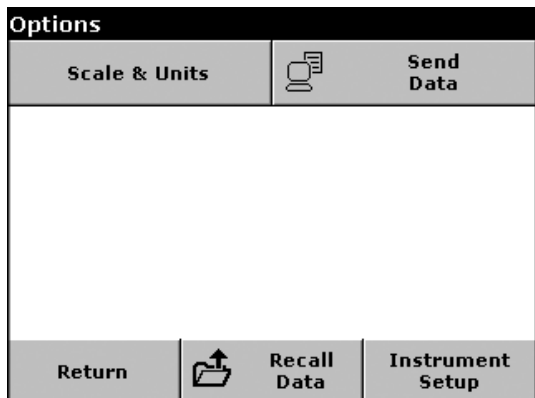 Options
Scale & Units
Send
Data
Return
Recall
Data
Instrument
Setup